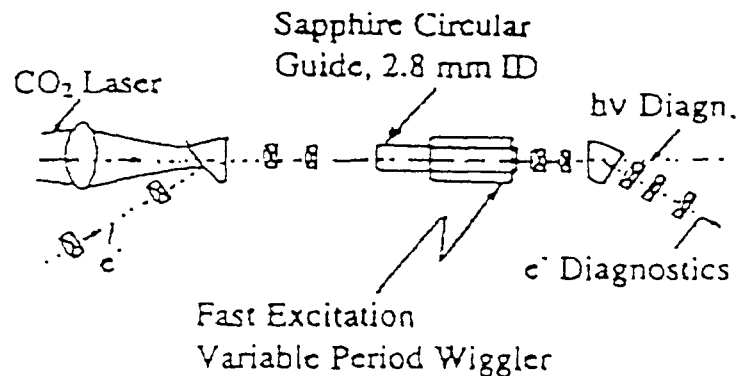 Sapphire Circular
Guide, 2.8 mm ID
CO₂ Laser
hν Diagn.
e⁻
e⁻ Diagnostics
Fast Excitation
Variable Period Wiggler